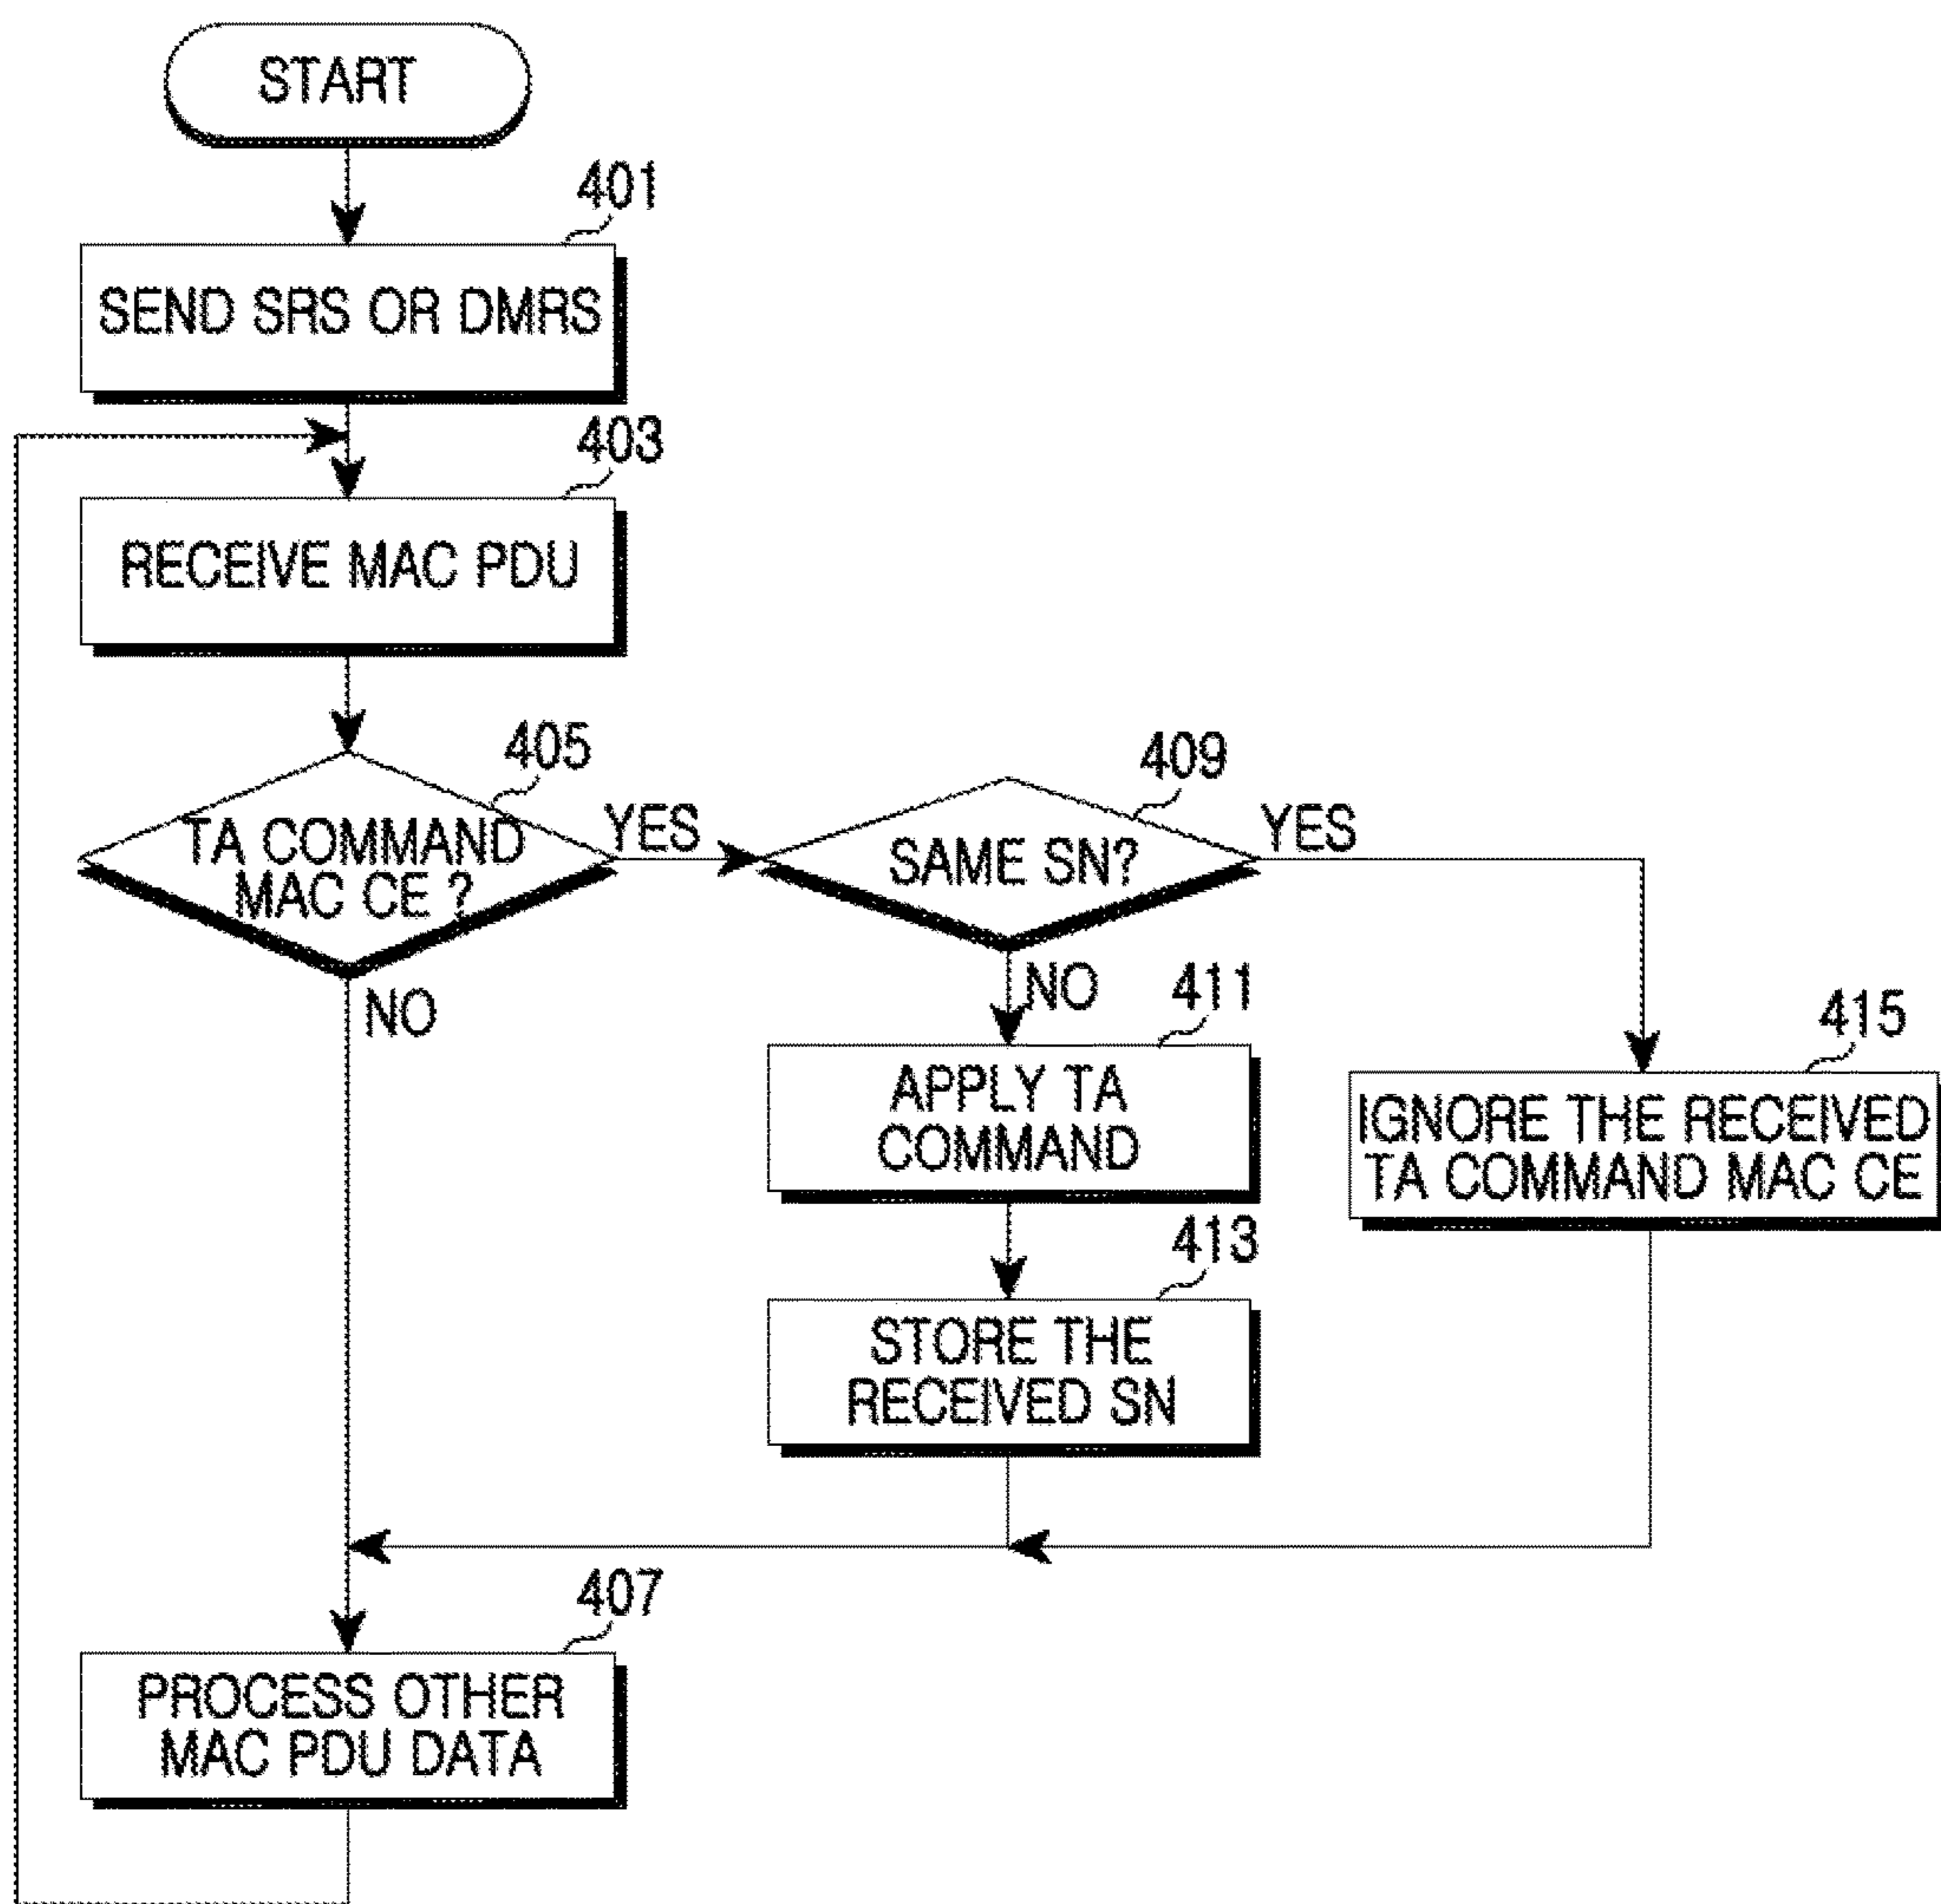 START
401
SEND SRS OR DMRS
403
RECEIVE MAC PDU
405
TA COMMAND
MAC CE ?
YES
NO
409
SAME SN?
YES
NO
411
APPLY TA
COMMAND
413
STORE THE
RECEIVED SN
415
IGNORE THE RECEIVED
TA COMMAND MAC CE
407
PROCESS OTHER
MAC PDU DATA